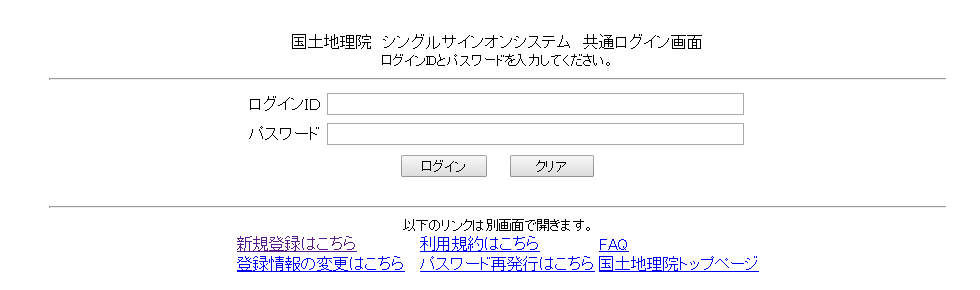 国土地理院　シングルサインオンシステム　共通ログイン画面
ログインIDとパスワードを入力してください。
ログインID
パスワード
ログイン　クリア
以下のリンクは別画面で開きます。
新規登録はこちら　利用規約はこちら　FAQ
登録情報の変更はこちら　パスワード再発行はこちら　国土地理院トップページ